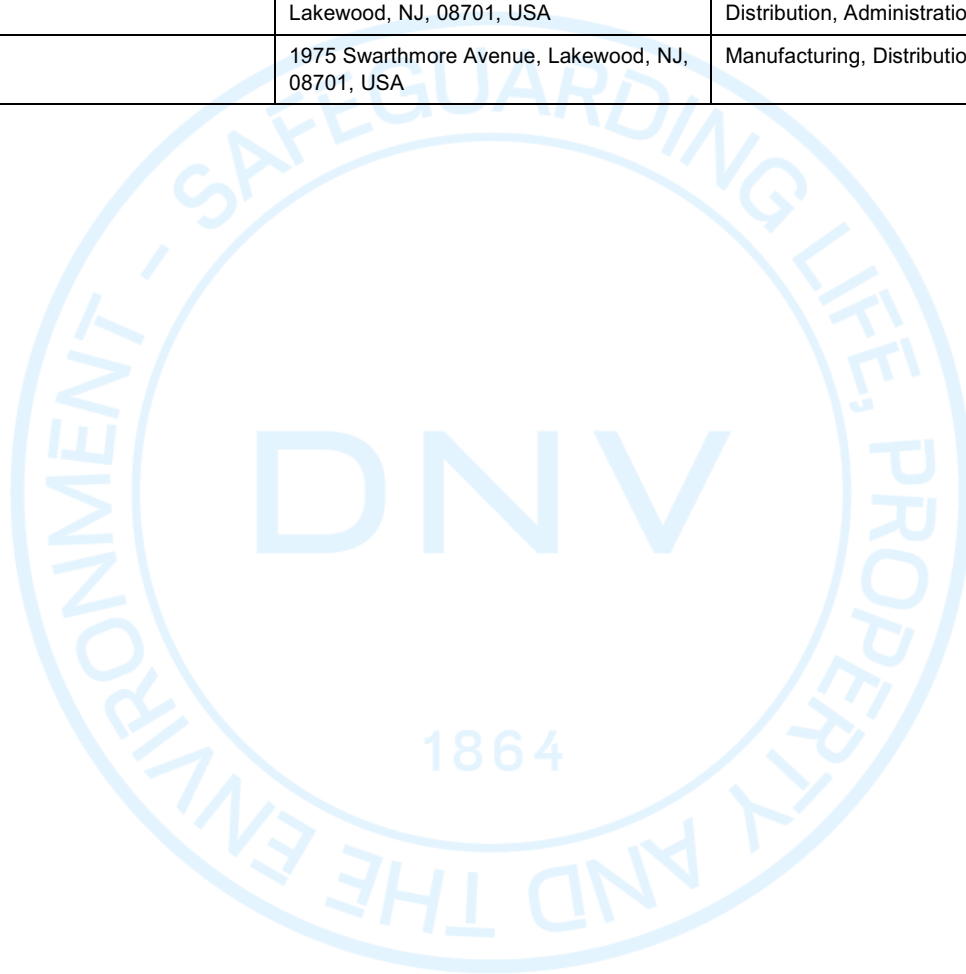 Lakewood, NJ, 08701, USA
Distribution, Administratio
1975 Swarthmore Avenue, Lakewood, NJ,
08701, USA
Manufacturing, Distributio
SAFEGUARDING LIFE, PROPERTY AND THE ENVIRONMENT -
DNV
1864